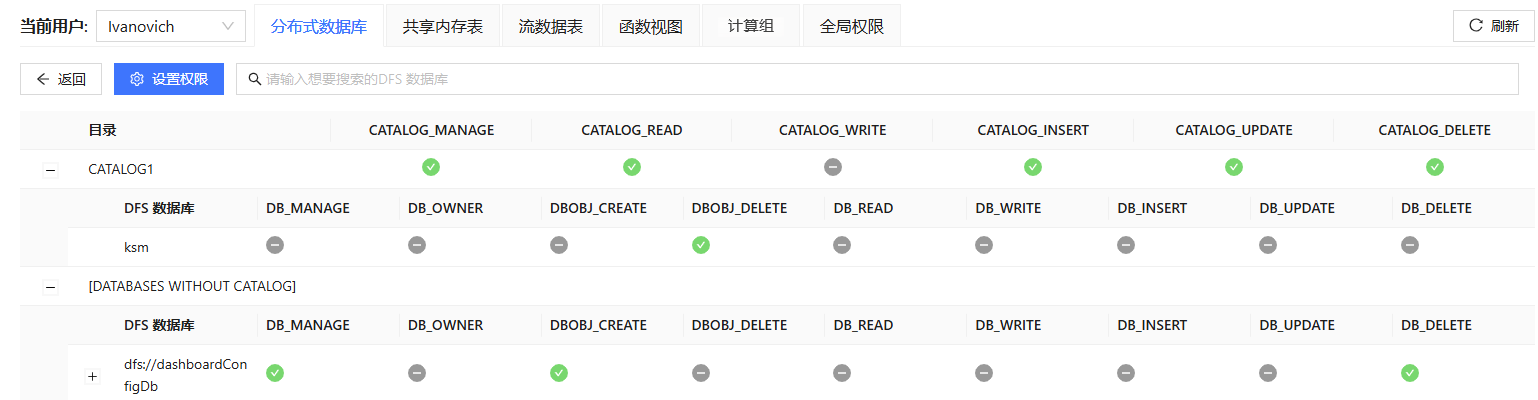 当前用户: Ivanovich 分布式数据库 共享内存表 流数据表 函数视图 计算组 全局权限 刷新
返回 设置权限 请输入想要搜索的DFS 数据库
目录 CATALOG_MANAGE CATALOG_READ CATALOG_WRITE CATALOG_INSERT CATALOG_UPDATE CATALOG_DELETE
CATALOG1
DFS 数据库 DB_MANAGE DB_OWNER DBOBJ_CREATE DBOBJ_DELETE DB_READ DB_WRITE DB_INSERT DB_UPDATE DB_DELETE
ksm
[DATABASES WITHOUT CATALOG]
DFS 数据库 DB_MANAGE DB_OWNER DBOBJ_CREATE DBOBJ_DELETE DB_READ DB_WRITE DB_INSERT DB_UPDATE DB_DELETE
dfs://dashboardCon
figDb